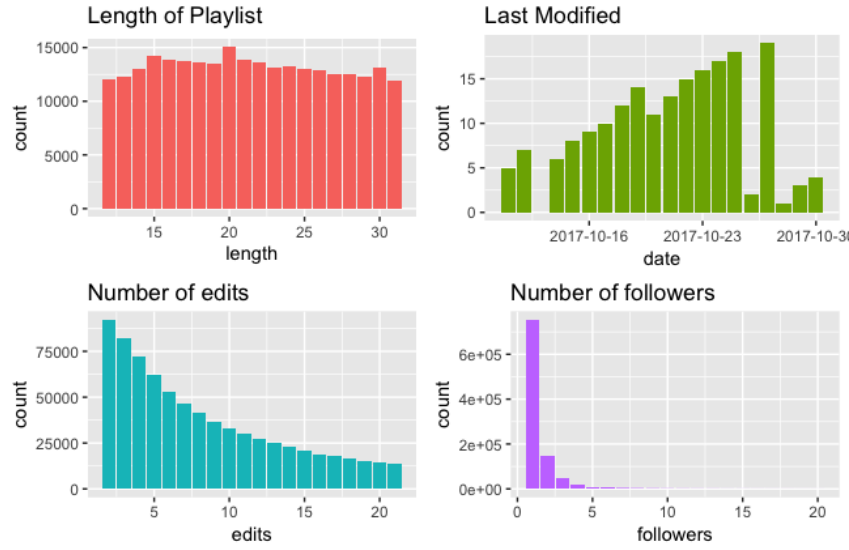 Length of Playlist
15000
10000
5000
0
count
15
20
25
30
length
Last Modified
15
10
5
0
count
2017-10-16
2017-10-23
2017-10-30
date
Number of edits
75000
50000
25000
0
count
5
10
15
20
edits
Number of followers
6e+05
4e+05
2e+05
0e+00
count
0
5
10
15
20
followers